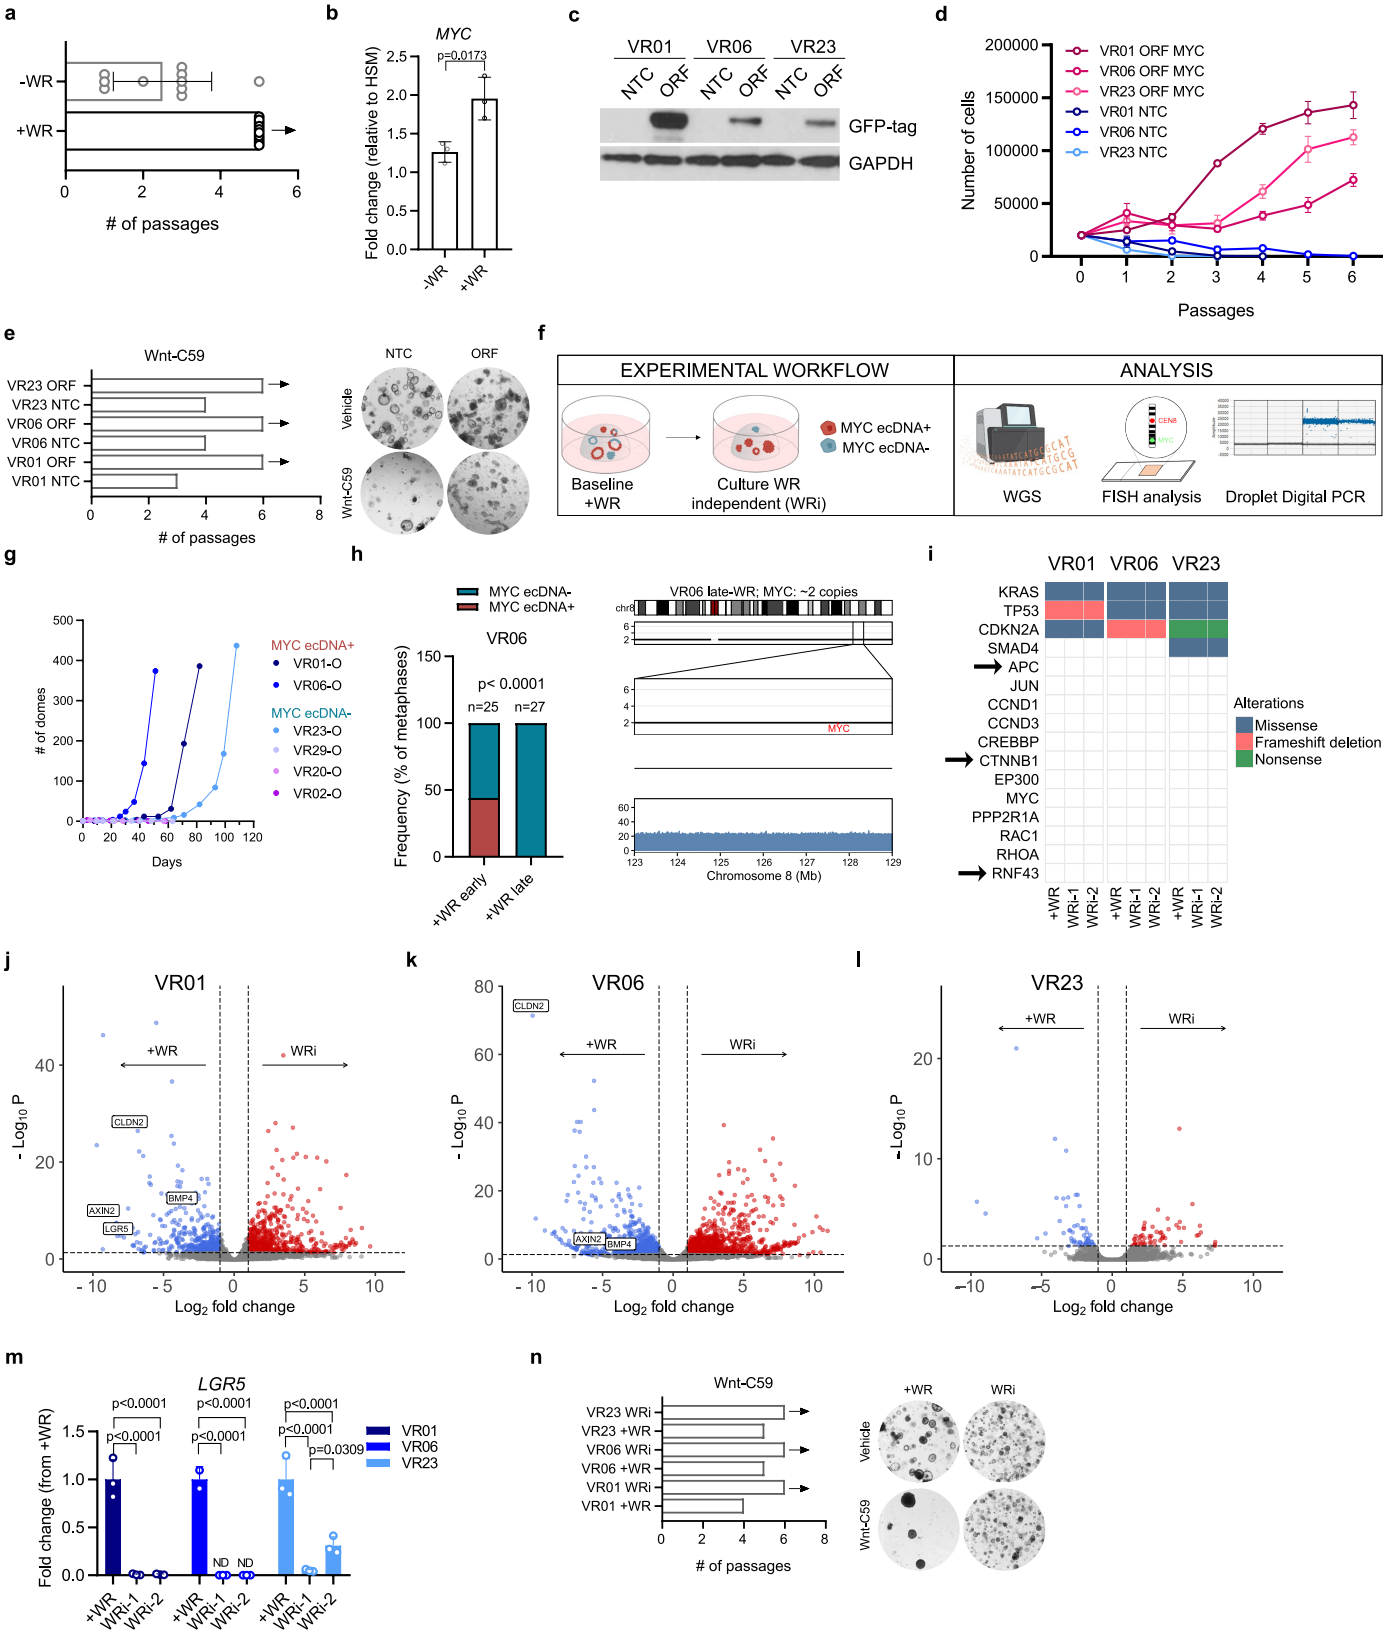 a
-WR
+WR
0 2 4 6
# of passages
b
MYC
p=0.0173
Fold change (relative to HSM)
2.5
2.0
1.5
1.0
0.5
0.0
-WR
+WR
c
VR01 VR06 VR23
NTC ORF NTC ORF NTC ORF
GFP-tag
GAPDH
d
Number of cells
200000
150000
100000
50000
0
VR01 ORF MYC
VR06 ORF MYC
VR23 ORF MYC
VR01 NTC
VR06 NTC
VR23 NTC
0 1 2 3 4 5 6
Passages
e
Wnt-C59
VR23 ORF
VR23 NTC
VR06 ORF
VR06 NTC
VR01 ORF
VR01 NTC
0 2 4 6 8
# of passages
NTC ORF
Vehicle
Wnt-C59
f
EXPERIMENTAL WORKFLOW
ANALYSIS
MYC ecDNA+
MYC ecDNA-
Baseline
+WR
Culture WR
independent (WRi)
CEN8
MYC
WGS
FISH analysis
Droplet Digital PCR
g
# of domes
500
400
300
200
100
0
0 20 40 60 80 100 120
Days
MYC ecDNA+
VR01-O
VR06-O
MYC ecDNA-
VR23-O
VR29-O
VR20-O
VR02-O
h
MYC ecDNA-
MYC ecDNA+
VR06
Frequency (% of metaphases)
150
100
50
0
p< 0.0001
n=25 n=27
+WR early
+WR late
VR06 late-WR; MYC: ~2 copies
chr8
6
4
2
6
4
2
MYC
60
40
20
0
123 124 125 126 127 128 129
Chromosome 8 (Mb)
i
VR01 VR06 VR23
KRAS
TP53
CDKN2A
SMAD4
APC
JUN
CCND1
CCND3
CREBBP
CTNNB1
EP300
MYC
PPP2R1A
RAC1
RHOA
RNF43
+WR WRi-1 WRi-2 +WR WRi-1 WRi-2 +WR WRi-1 WRi-2
Alterations
Missense
Frameshift deletion
Nonsense
j
VR01
+WR WRi
CLDN2
BMP4
AXIN2
LGR5
- Log10 P
40
20
0
-10 -5 0 5 10
Log2 fold change
k
VR06
CLDN2
+WR WRi
AXIN2
BMP4
- Log10 P
80
60
40
20
0
-10 -5 0 5 10
Log2 fold change
l
VR23
+WR WRi
- Log10 P
20
10
0
-10 -5 0 5 10
Log2 fold change
m
LGR5
Fold change (from +WR)
1.5
1.0
0.5
0.0
p<0.0001 p<0.0001 p<0.0001
p<0.0001 p<0.0001 p<0.0001
p=0.0309
ND ND
VR01
VR06
VR23
+WR WRi-1 WRi-2 +WR WRi-1 WRi-2 +WR WRi-1 WRi-2
n
Wnt-C59
VR23 WRi
VR23 +WR
VR06 WRi
VR06 +WR
VR01 WRi
VR01 +WR
0 2 4 6 8
# of passages
+WR WRi
Vehicle
Wnt-C59